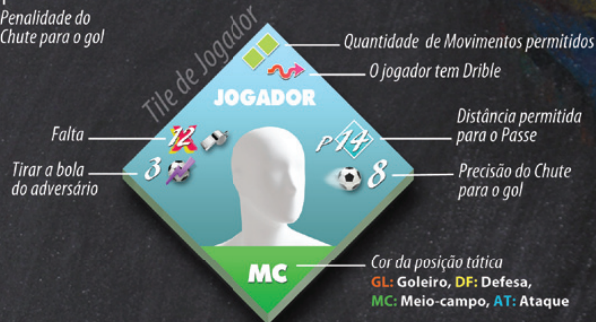 Penalidade do
Chute para o gol
Tile de Jogador
Quantidade de Movimentos permitidos
O jogador tem Drible
JOGADOR
Falta
12
P14
Distância permitida
para o Passe
Tirar a bola
do adversário
3
8
Precisão do Chute
para o gol
MC
Cor da posição tática
GL: Goleiro, DF: Defesa,
MC: Meio-campo, AT: Ataque